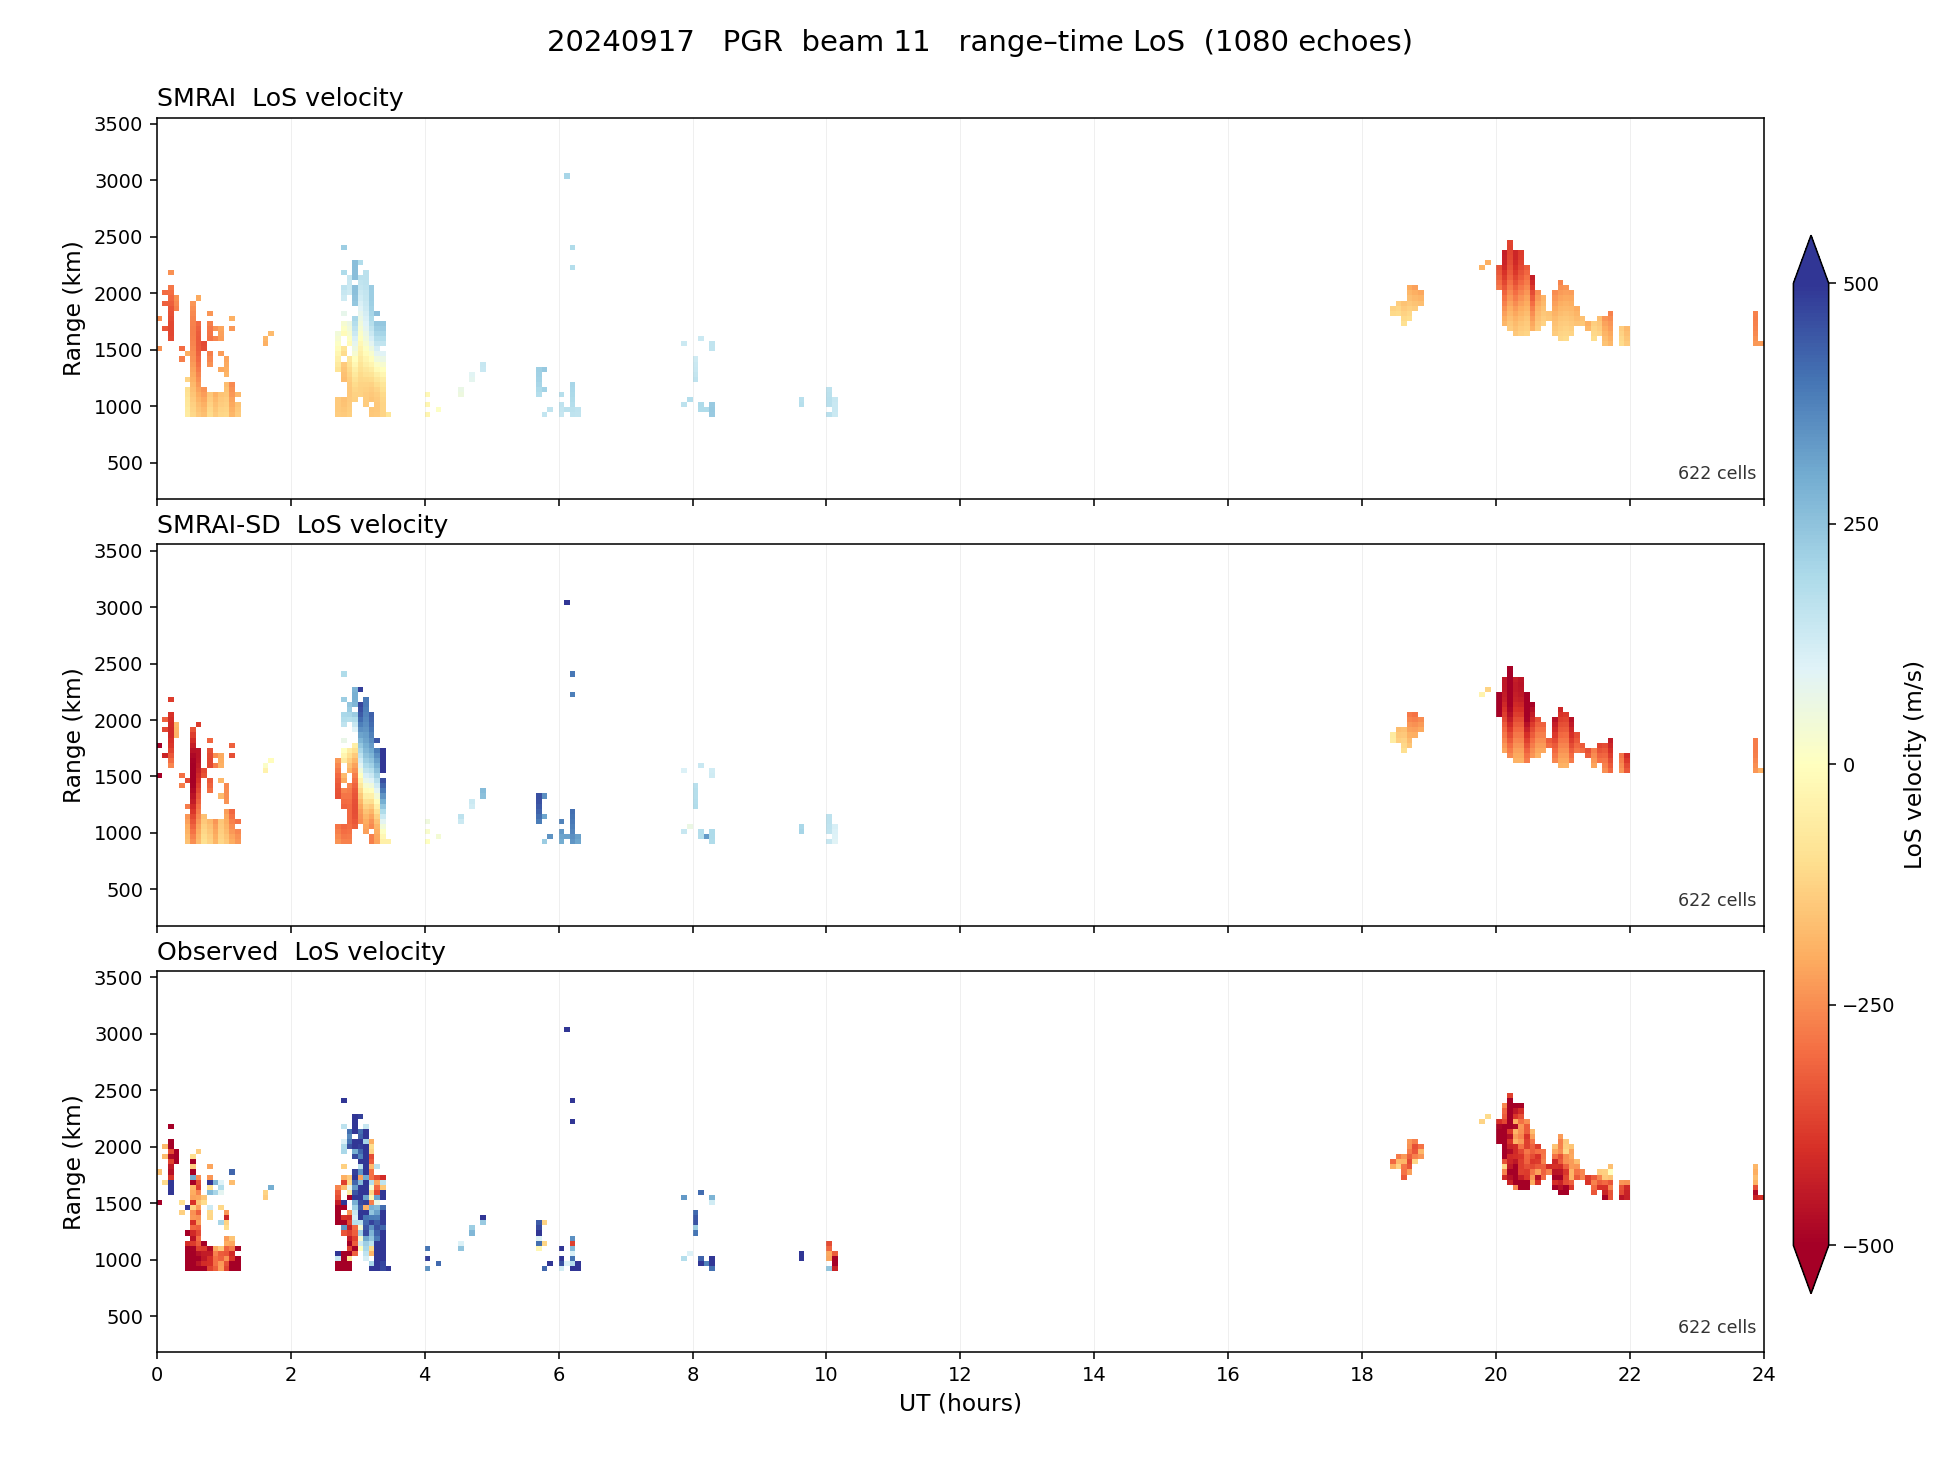 20240917   PGR  beam 11   range–time LoS  (1080 echoes)
SMRAI  LoS velocity
3500
3000
2500
2000
1500
1000
500
Range (km)
622 cells
SMRAI-SD  LoS velocity
3500
3000
2500
2000
1500
1000
500
Range (km)
622 cells
Observed  LoS velocity
3500
3000
2500
2000
1500
1000
500
Range (km)
622 cells
0 2 4 6 8 10 12 14 16 18 20 22 24
UT (hours)
500
250
0
−250
−500
LoS velocity (m/s)